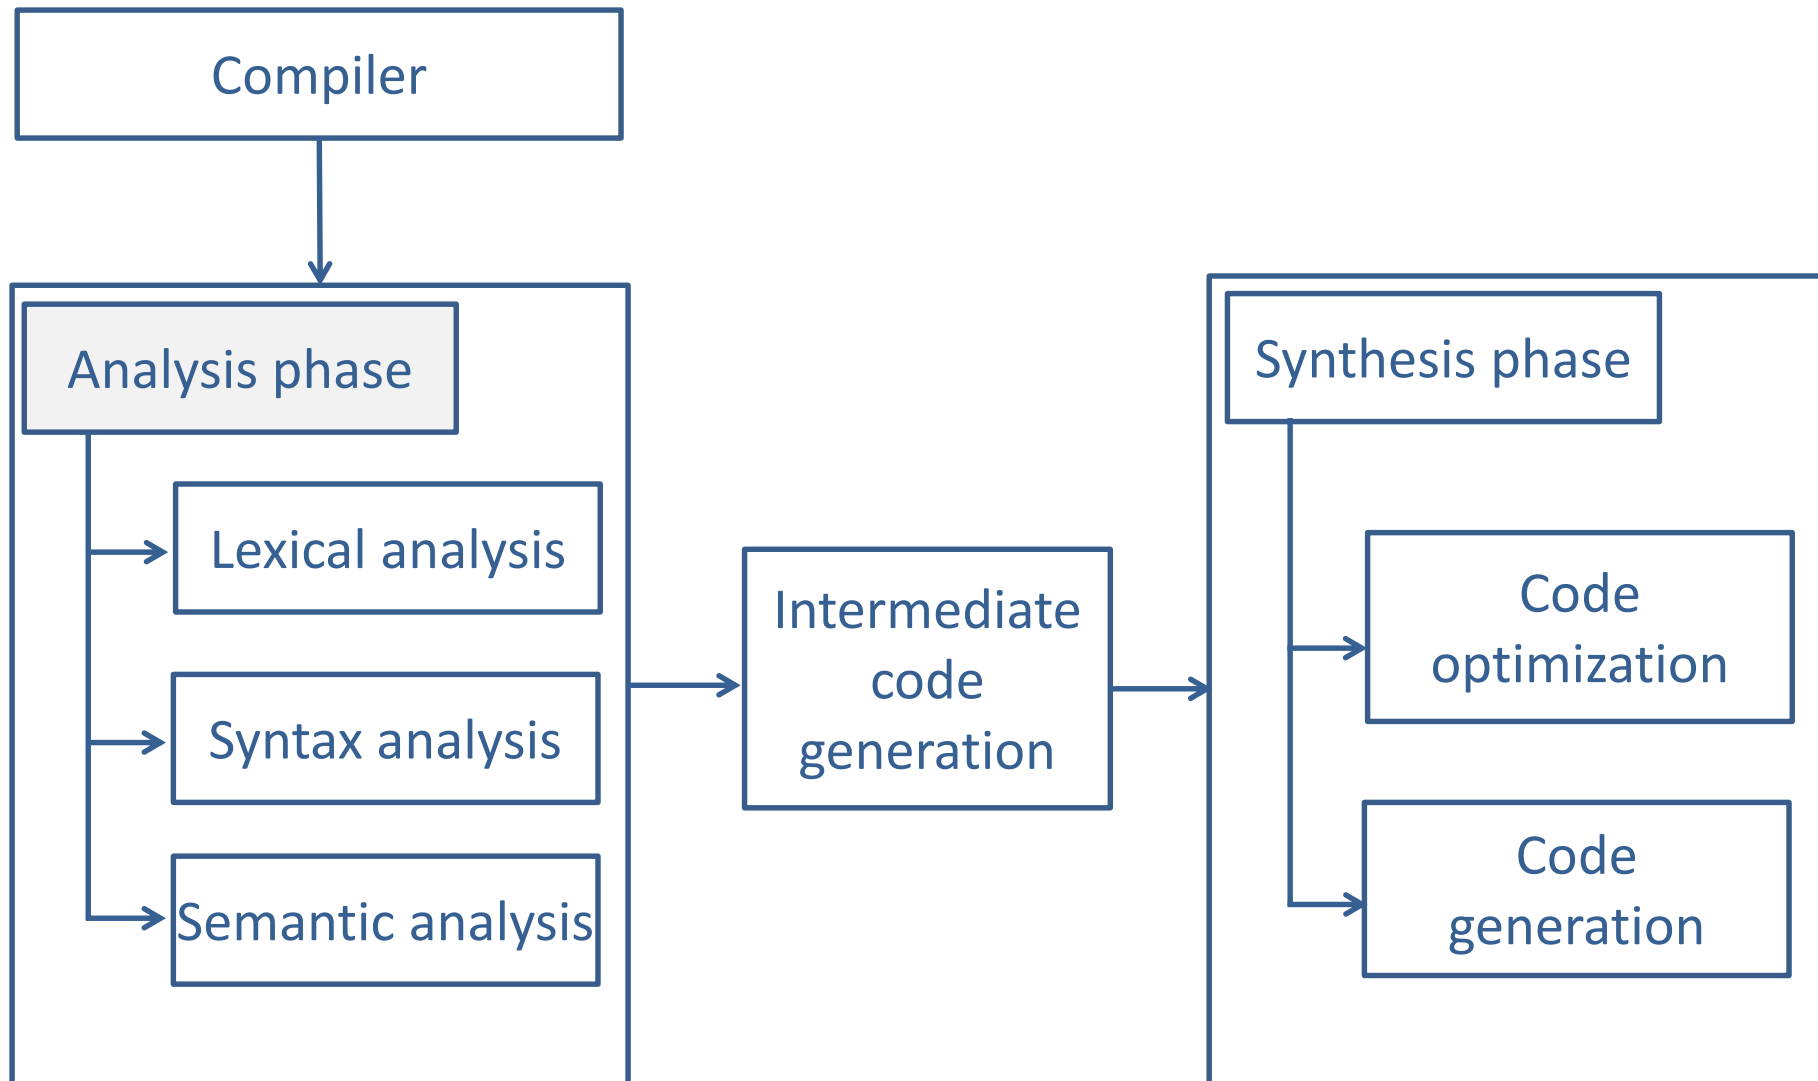 Compiler
Analysis phase
Lexical analysis
Syntax analysis
Semantic analysis
Intermediate
code
generation
Synthesis phase
Code
optimization
Code
generation